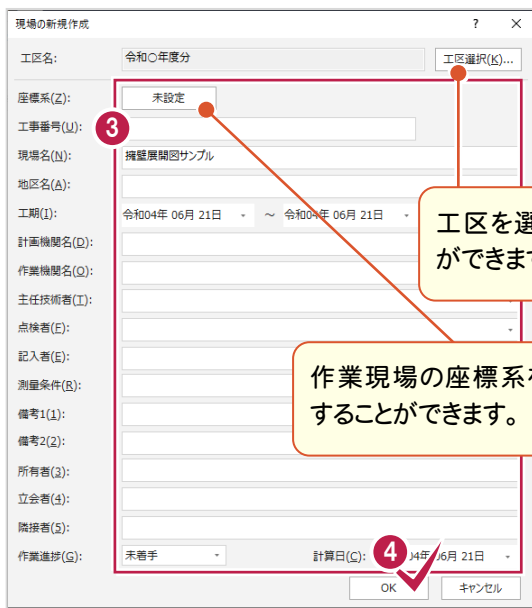 現場の新規作成 ? ×
工区名: 令和○年度分 工区選択(K)...
座標系(Z): 未設定
3
工事番号(U):
現場名(N): 擁壁展開図サンプル
地区名(A):
工期(I): 令和04年 06月 21日 ～ 令和04年 06月 21日
工区を選
ができます
計画機関名(D):
作業機関名(O):
主任技術者(T):
点検者(F):
記入者(E):
作業現場の座標系を
することができます。
測量条件(R):
備考1(1):
備考2(2):
所有者(3):
立会者(4):
隣接者(5):
作業進捗(G): 未着手 計算日(C): 4 04年 06月 21日
OK キャンセル